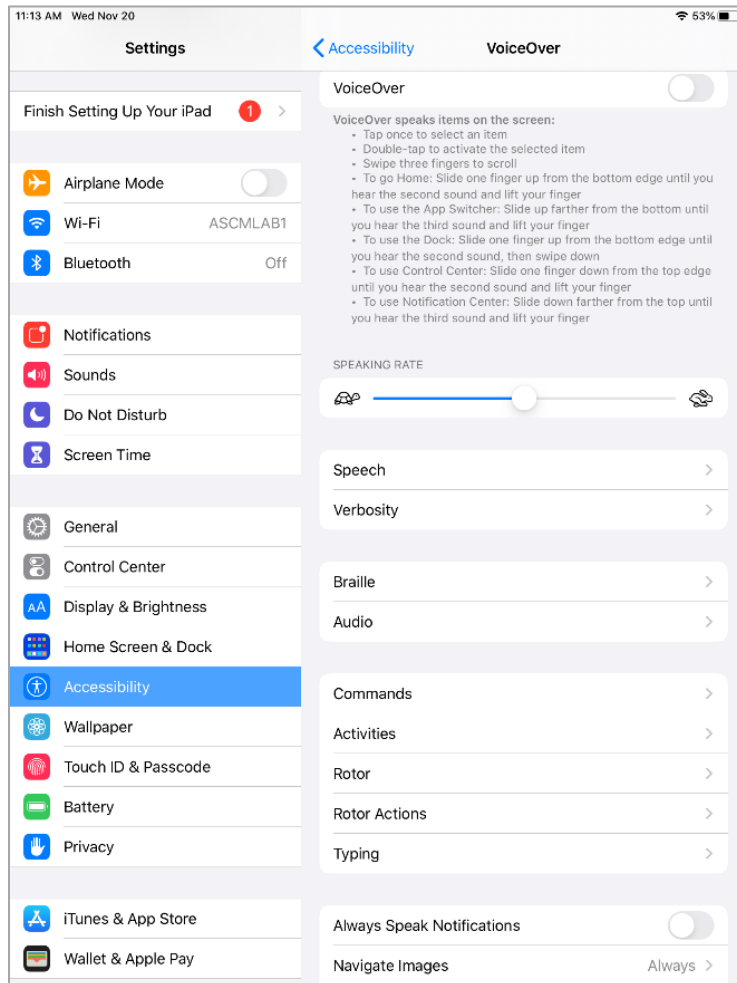 11:13 AM Wed Nov 20
53%
Settings
Finish Setting Up Your iPad 1
Airplane Mode
Wi-Fi ASCMLAB1
Bluetooth Off
Notifications
Sounds
Do Not Disturb
Screen Time
General
Control Center
AA Display & Brightness
Home Screen & Dock
Accessibility
Wallpaper
Touch ID & Passcode
Battery
Privacy
iTunes & App Store
Wallet & Apple Pay
Accessibility
VoiceOver
VoiceOver
VoiceOver speaks items on the screen:
• Tap once to select an item
• Double-tap to activate the selected item
• Swipe three fingers to scroll
• To go Home: Slide one finger up from the bottom edge until you
hear the second sound and lift your finger
• To use the App Switcher: Slide up farther from the bottom until
you hear the third sound and lift your finger
• To use the Dock: Slide one finger up from the bottom edge until
you hear the second sound, then swipe down
• To use Control Center: Slide one finger down from the top edge
until you hear the second sound and lift your finger
• To use Notification Center: Slide down farther from the top until
you hear the third sound and lift your finger
SPEAKING RATE
Speech
Verbosity
Braille
Audio
Commands
Activities
Rotor
Rotor Actions
Typing
Always Speak Notifications
Navigate Images Always